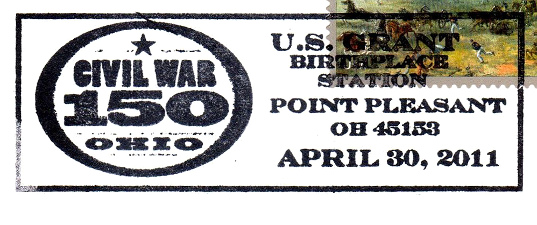 CIVIL WAR
150
OHIO
U.S. GRANT
BIRTHPLACE
STATION
POINT PLEASANT
OH 45153
APRIL 30, 2011